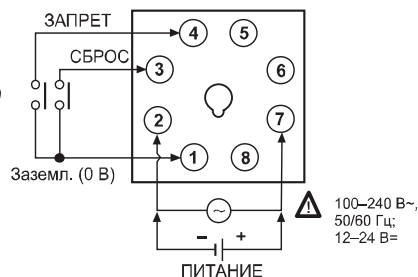 ЗАПРЕТ
СБРОС
4
5
3
6
2
7
1
8
Заземл. (0 В)
100–240 В~,
50/60 Гц;
12–24 В=
– +
ПИТАНИЕ